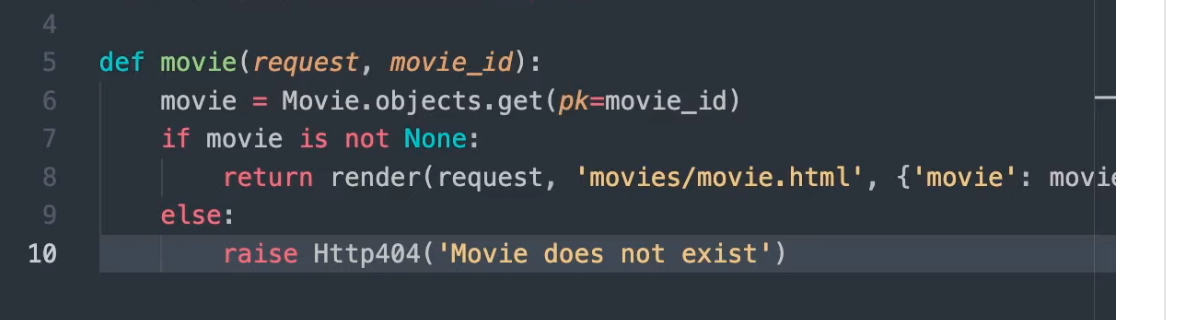 4
5 def movie(request, movie_id):
6 movie = Movie.objects.get(pk=movie_id)
7 if movie is not None:
8 return render(request, 'movies/movie.html', {'movie': movie
9 else:
10 raise Http404('Movie does not exist')